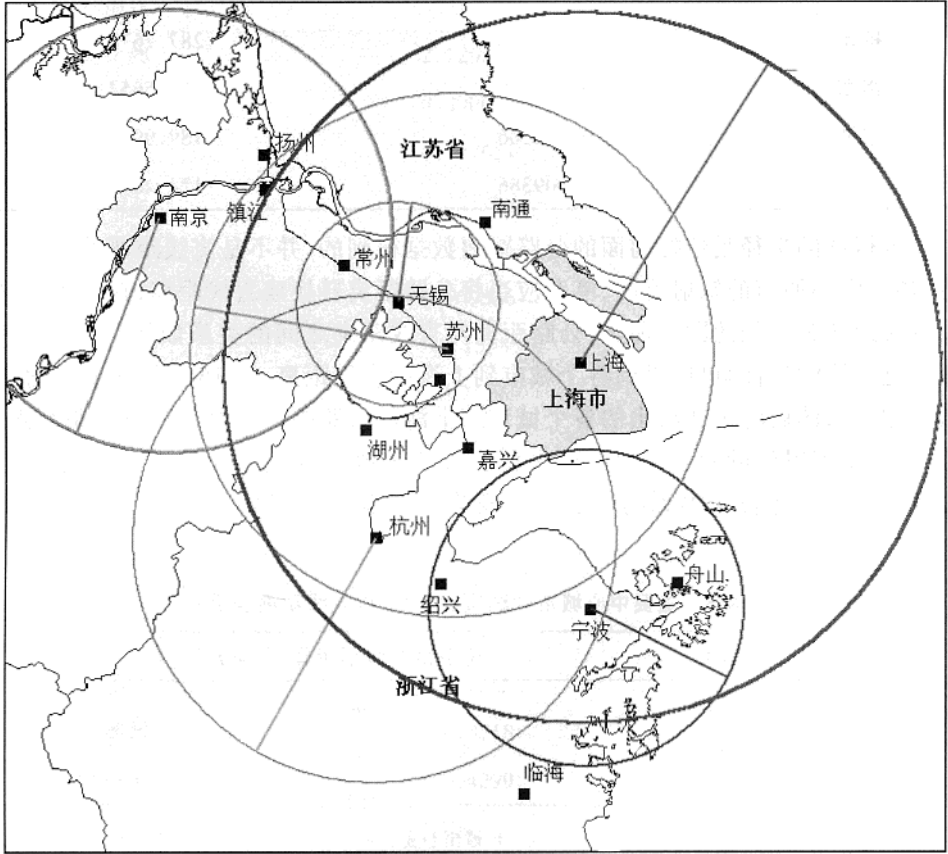 扬州
江苏省
镇江
南京
南通
常州
无锡
苏州
上海
上海市
湖州
嘉兴
杭州
舟山
绍兴
宁波
浙江省
临海